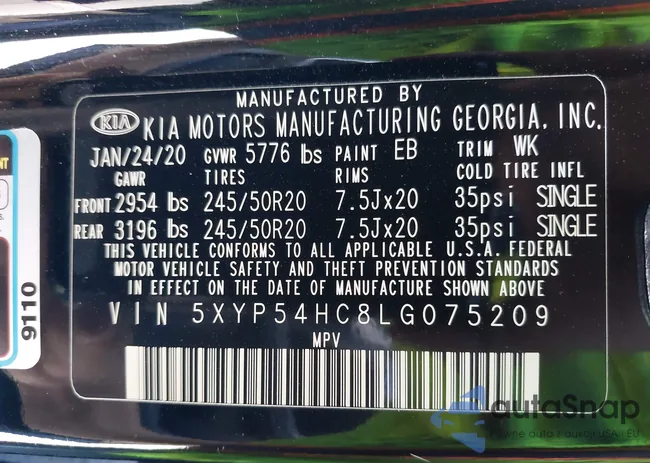 MANUFACTURED BY
KIA KIA MOTORS MANUFACTURING GEORGIA, INC.
JAN/24/20 GVWR 5776 lbs PAINT EB TRIM WK
GAWR TIRES RIMS COLD TIRE INFL
FRONT 2954 lbs 245/50R20 7.5Jx20 35psi SINGLE
REAR 3196 lbs 245/50R20 7.5Jx20 35psi SINGLE
THIS VEHICLE CONFORMS TO ALL APPLICABLE U.S.A. FEDERAL
MOTOR VEHICLE SAFETY AND THEFT PREVENTION STANDARDS
IN EFFECT ON THE DATE OF MANUFACTURE SHOWN ABOVE
VIN 5XYP54HC8LG075209
MPV
9110
autoSnap